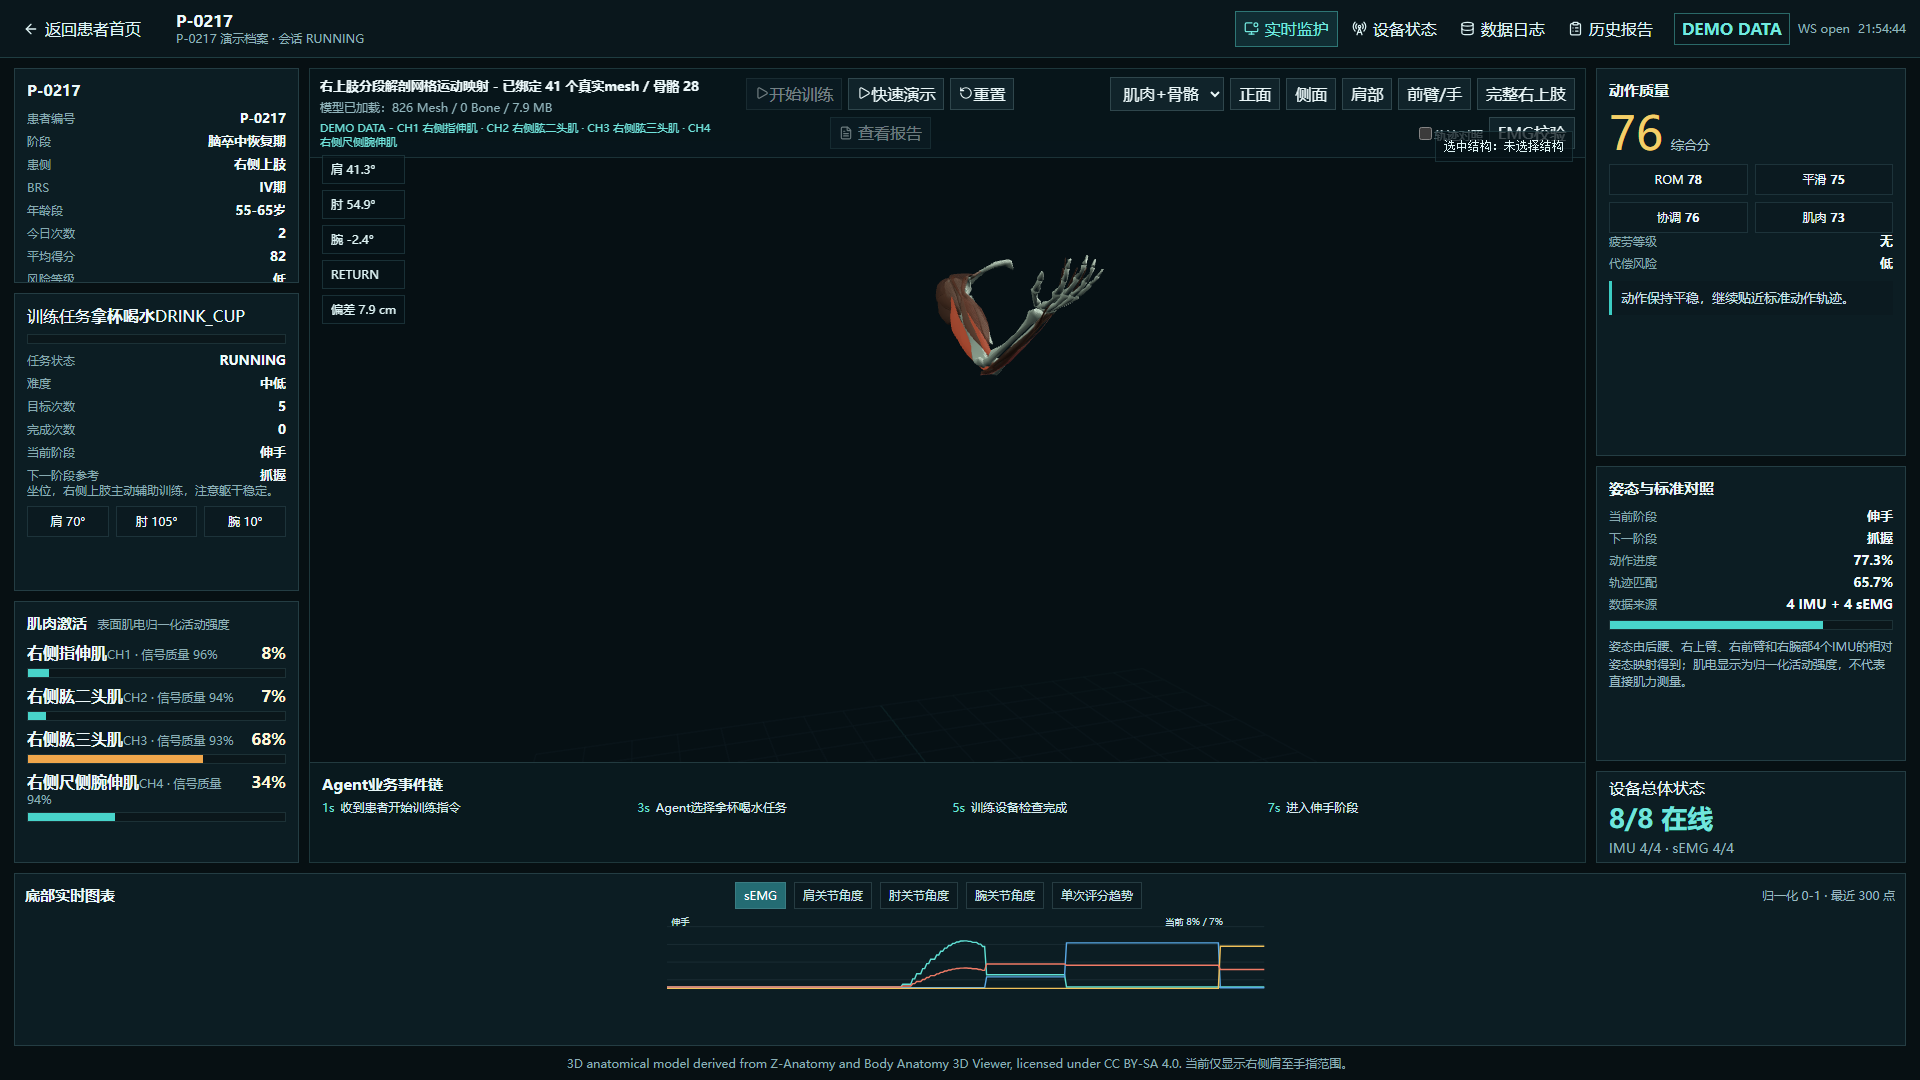 返回患者首页
P-0217
P-0217 演示档案 · 会话 RUNNING
实时监护
设备状态
数据日志
历史报告
DEMO DATA
WS open 21:54:44
P-0217
患者编号 P-0217
阶段 脑卒中恢复期
患侧 右侧上肢
BRS IV期
年龄段 55-65岁
今日次数 2
平均得分 82
风险等级 低
训练任务拿杯喝水DRINK_CUP
任务状态 RUNNING
难度 中低
目标次数 5
完成次数 0
当前阶段 伸手
下一阶段参考 抓握
坐位，右侧上肢主动辅助训练，注意躯干稳定。
肩 70°
肘 105°
腕 10°
肌肉激活 表面肌电归一化活动强度
右侧指伸肌CH1 · 信号质量 96% 8%
右侧肱二头肌CH2 · 信号质量 94% 7%
右侧肱三头肌CH3 · 信号质量 93% 68%
右侧尺侧腕伸肌CH4 · 信号质量 34%
94%
右上肢分段解剖网格运动映射 - 已绑定 41 个真实mesh / 骨骼 28
模型已加载：826 Mesh / 0 Bone / 7.9 MB
DEMO DATA - CH1 右侧指伸肌 · CH2 右侧肱二头肌 · CH3 右侧肱三头肌 · CH4
右侧尺侧腕伸肌
开始训练
快速演示
重置
查看报告
肌肉+骨骼
正面
侧面
肩部
前臂/手
完整右上肢
轨迹对照
EMG校验
选中结构：未选择结构
肩 41.3°
肘 54.9°
腕 -2.4°
RETURN
偏差 7.9 cm
Agent业务事件链
1s 收到患者开始训练指令
3s Agent选择拿杯喝水任务
5s 训练设备检查完成
7s 进入伸手阶段
动作质量
76 综合分
ROM 78
平滑 75
协调 76
肌肉 73
疲劳等级 无
代偿风险 低
动作保持平稳，继续贴近标准动作轨迹。
姿态与标准对照
当前阶段 伸手
下一阶段 抓握
动作进度 77.3%
轨迹匹配 65.7%
数据来源 4 IMU + 4 sEMG
姿态由后腰、右上臂、右前臂和右腕部4个IMU的相对
姿态映射得到；肌电显示为归一化活动强度，不代表
直接肌力测量。
设备总体状态
8/8 在线
IMU 4/4 · sEMG 4/4
底部实时图表
sEMG
肩关节角度
肘关节角度
腕关节角度
单次评分趋势
归一化 0-1 · 最近 300 点
伸手
当前 8% / 7%
3D anatomical model derived from Z-Anatomy and Body Anatomy 3D Viewer, licensed under CC BY-SA 4.0. 当前仅显示右侧肩至手指范围。